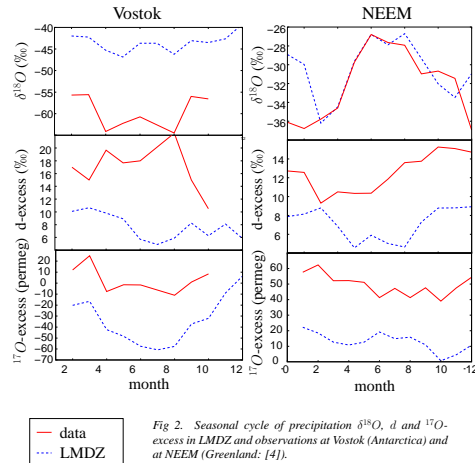 Vostok
NEEM
δ18O (‰)
−40
−45
−50
−55
−60
δ18O (‰)
−26
−28
−30
−32
−34
−36
d-excess (‰)
20
18
16
14
12
10
8
6
d-excess (‰)
14
12
10
8
6
4
17O-excess (permeg)
20
10
0
−10
−20
−30
−40
−50
−60
−70
17O-excess (permeg)
60
50
40
30
20
10
0
2 4 6 8 10 12
month
0 2 4 6 8 10 -12
month
data
LMDZ
Fig 2. Seasonal cycle of precipitation δ18O, d and 17O-
excess in LMDZ and observations at Vostok (Antarctica) and
at NEEM (Greenland: [4]).